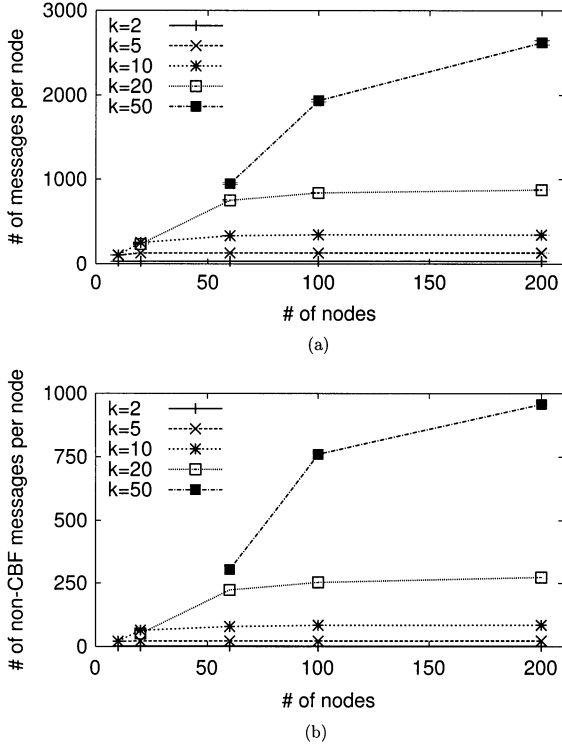 3000
2500
2000
1000
0
k=2
k=5
k=10
k=20
k=50
# of messages per node
0 50 100 150 200
# of nodes
(a)
1000
750
500
250
0
k=2
k=5
k=10
k=20
k=50
# of non-CBF messages per node
0 50 100 150 200
# of nodes
(b)